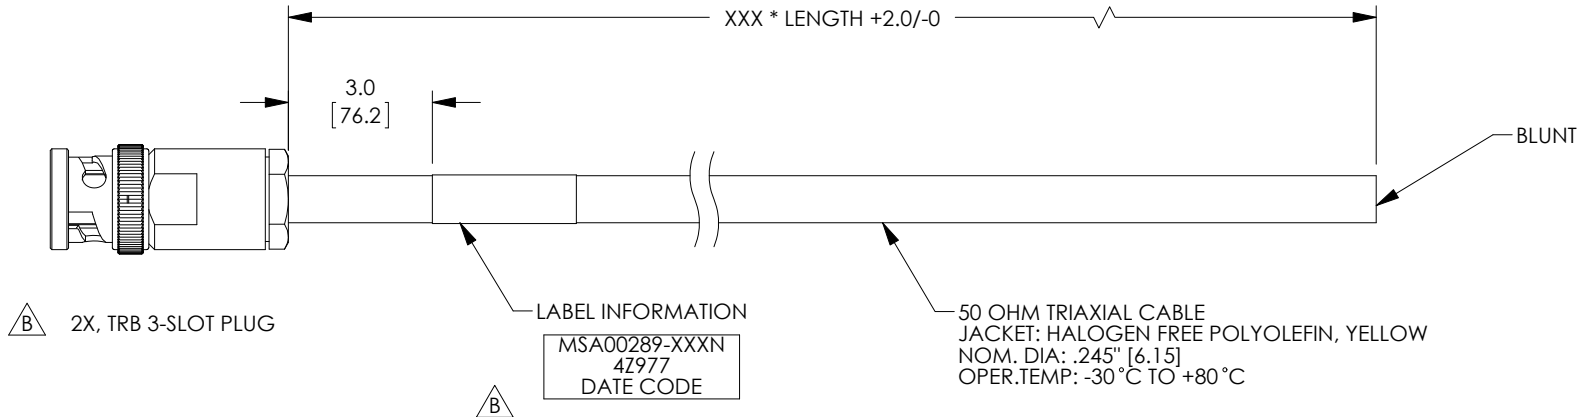 XXX * LENGTH +2.0/-0
3.0
[76.2]
BLUNT
B 2X, TRB 3-SLOT PLUG
LABEL INFORMATION
MSA00289-XXXN
4Z977
DATE CODE
B
50 OHM TRIAXIAL CABLE
JACKET: HALOGEN FREE POLYOLEFIN, YELLOW
NOM. DIA: .245" [6.15]
OPER.TEMP: -30°C TO +80°C